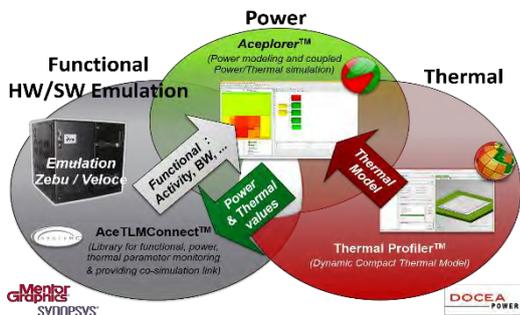 Power
Aceplorer™
(Power modeling and coupled
Power/Thermal simulation)
Functional
HW/SW Emulation
Thermal
Emulation
Zebu / Veloce
Functional :
Activity, BW, ...
Power
& Thermal
values
Thermal
Model
AceTLMConnect™
(Library for functional, power,
thermal parameter monitoring
& providing co-simulation link)
Thermal Profiler™
(Dynamic Compact Thermal Model)
Mentor
Graphics
SYNOPSYS
DOCEA
POWER